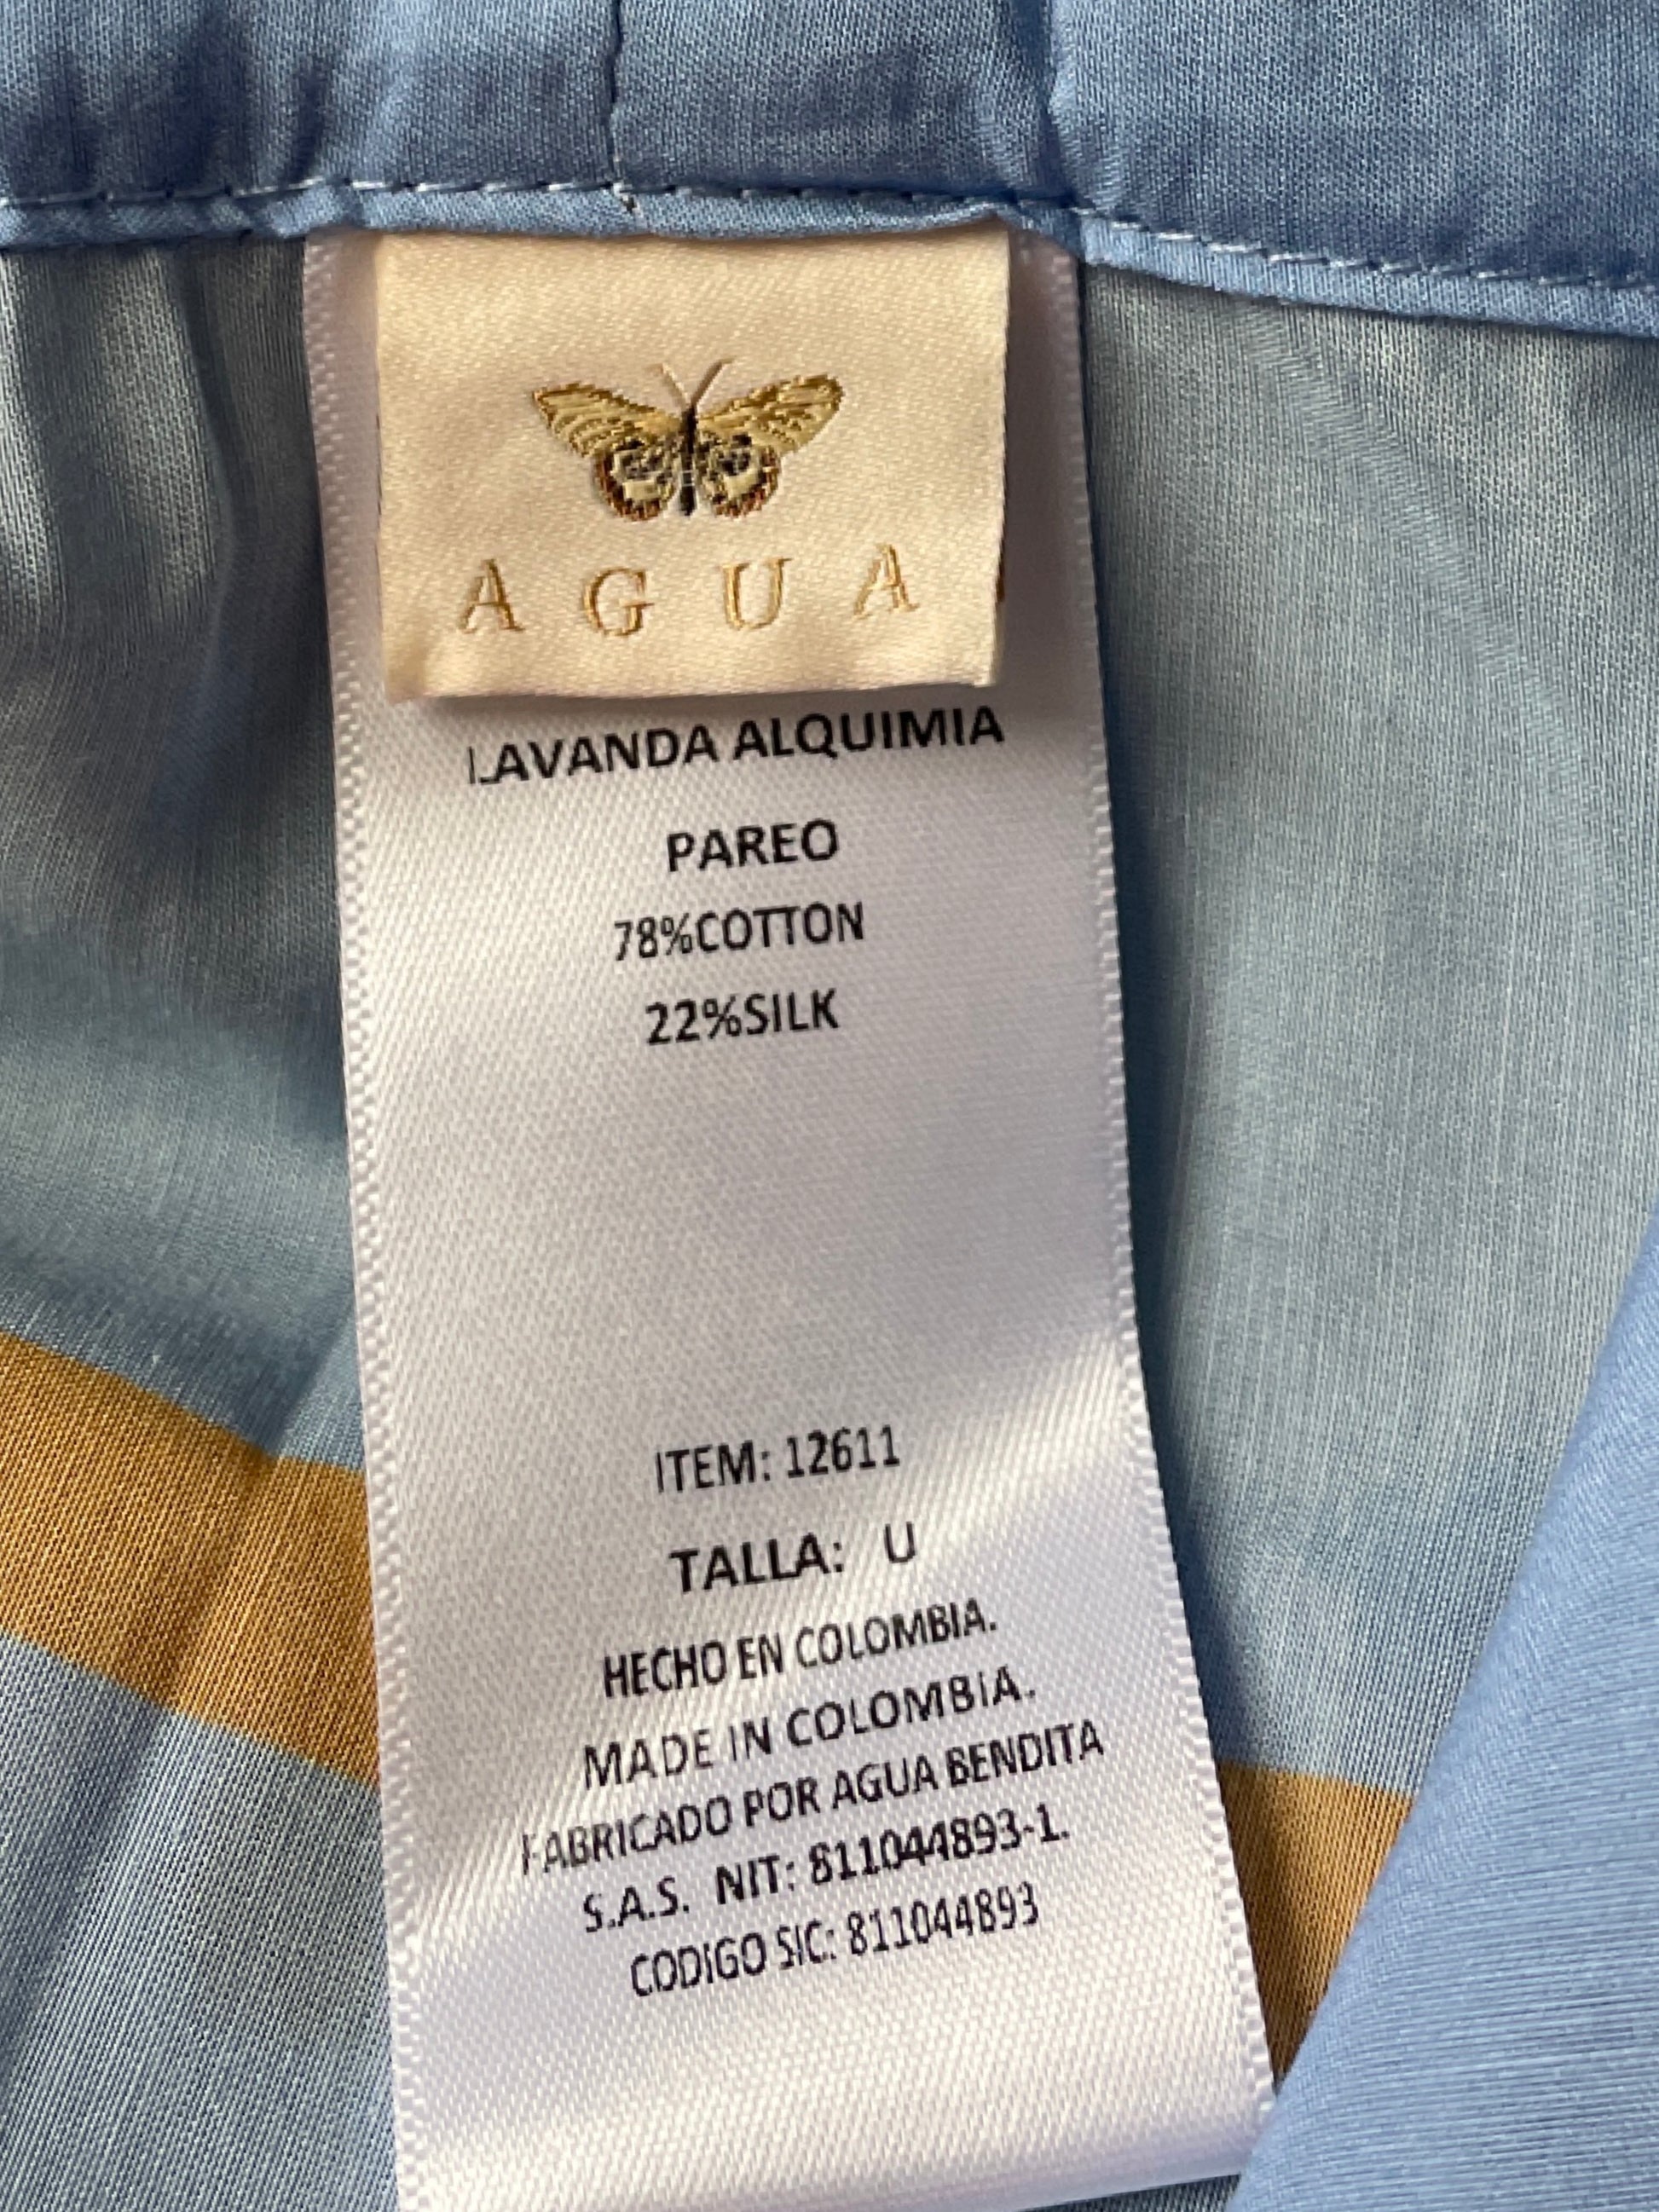 AGUA
LAVANDA ALQUIMIA
PAREO
78%COTTON
22%SILK
ITEM: 12611
TALLA: U
HECHO EN COLOMBIA.
MADE IN COLOMBIA.
FABRICADO POR AGUA BENDITA
S.A.S. NIT: 811044893-1.
CODIGO SIC: 811044893